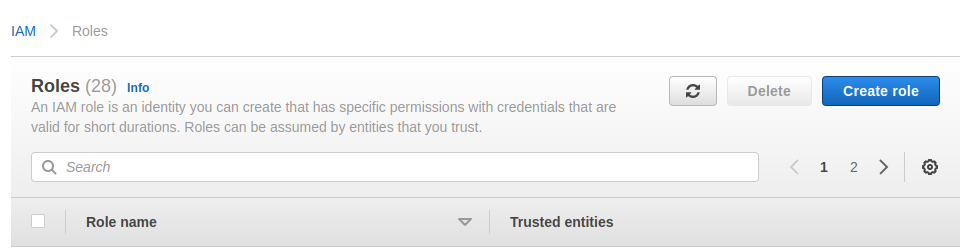 IAM Roles
Roles (28) Info
An IAM role is an identity you can create that has specific permissions with credentials that are
valid for short durations. Roles can be assumed by entities that you trust.
Delete Create role
Search
1 2
Role name Trusted entities